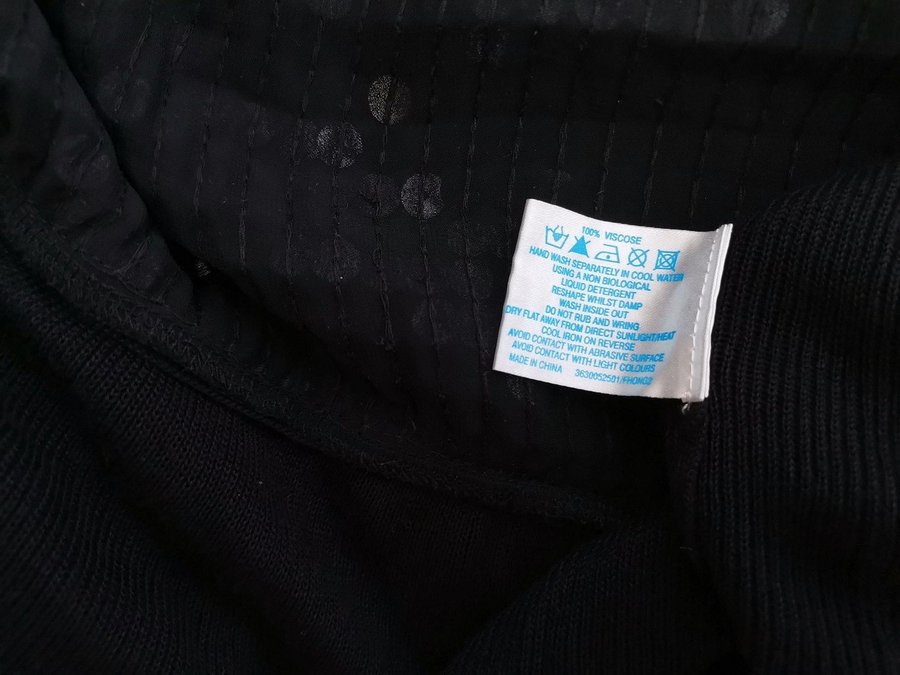 100% VISCOSE
HAND WASH SEPARATELY IN COOL WATER
USING A NON BIOLOGICAL
LIQUID DETERGENT
RESHAPE WHILST DAMP
WASH INSIDE OUT
DO NOT RUB AND WRING
DRY FLAT AWAY FROM DIRECT SUNLIGHT/HEAT
COOL IRON ON REVERSE
AVOID CONTACT WITH ABRASIVE SURFACE
AVOID CONTACT WITH LIGHT COLOURS
MADE IN CHINA 3630052501/FHONG2